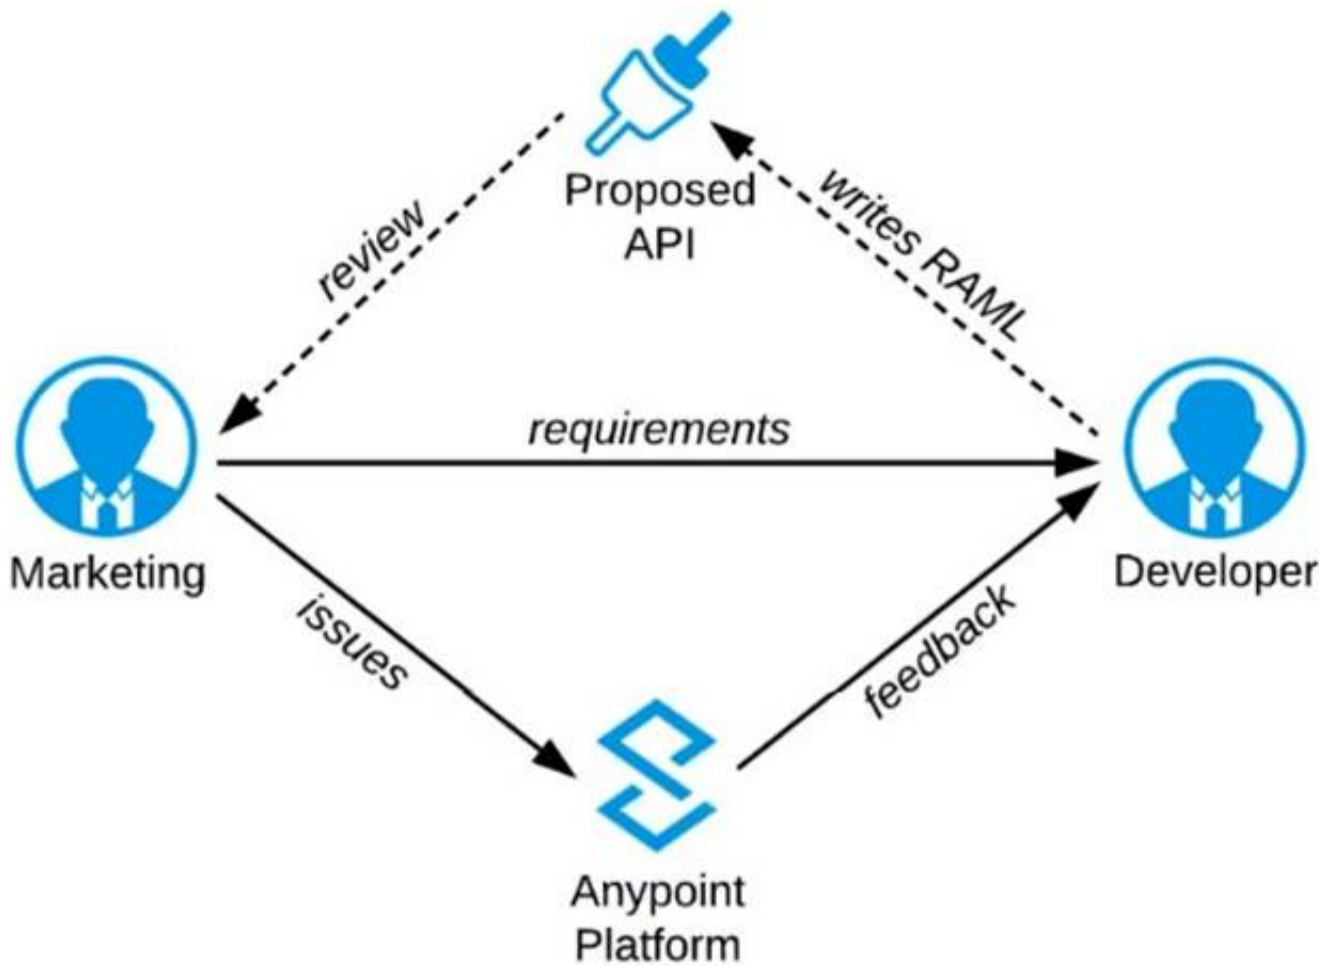 Proposed
API
review
writes RAML
requirements
Marketing
Developer
issues
feedback
Anypoint
Platform